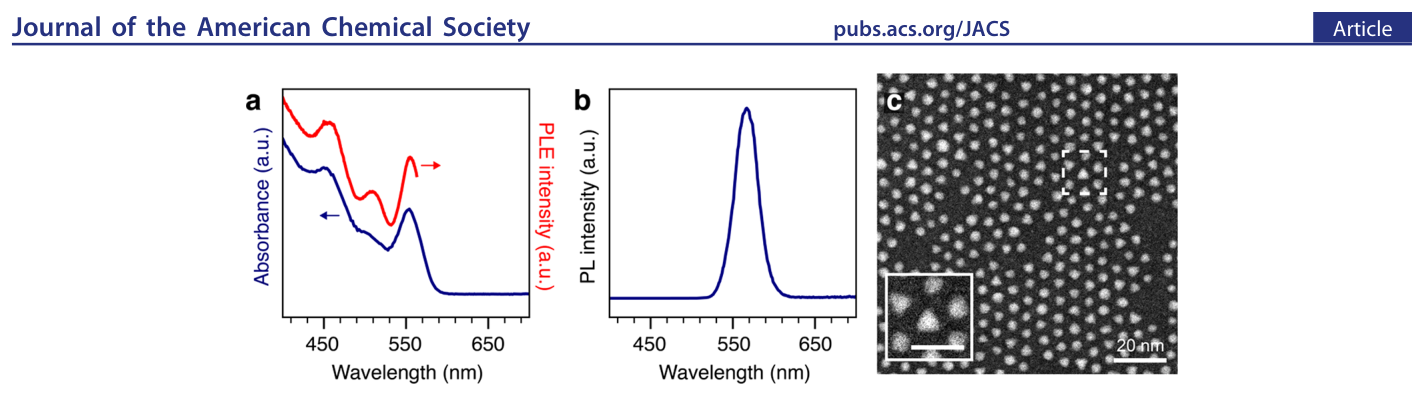 Journal of the American Chemical Society
pubs.acs.org/JACS
Article
a
Absorbance (a.u.)
PLE intensity (a.u.)
450 550 650
Wavelength (nm)
b
PL intensity (a.u.)
450 550 650
Wavelength (nm)
c
20 nm